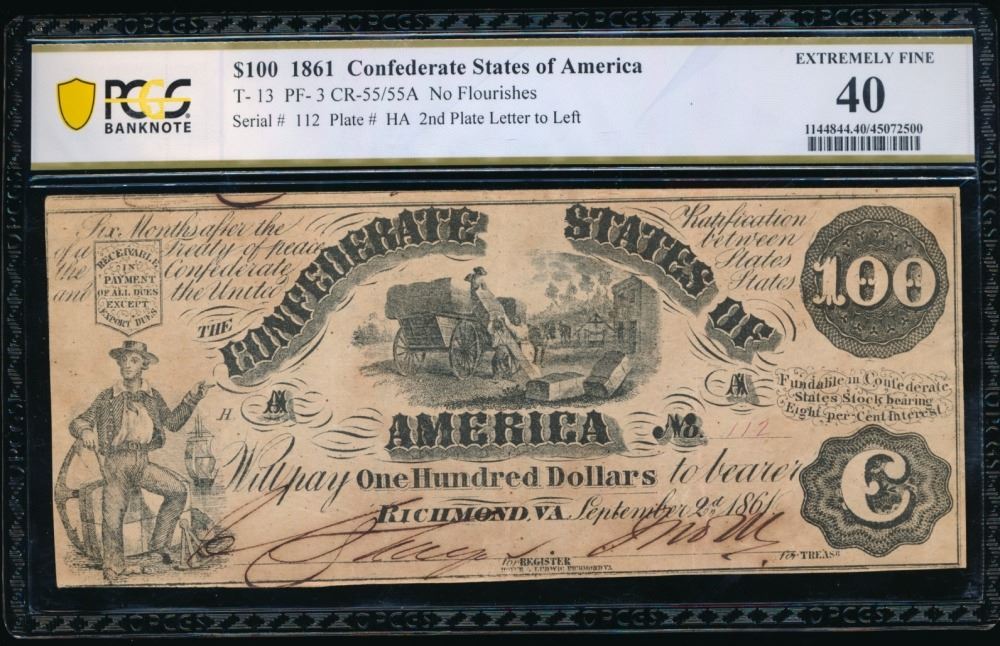 PCGS
BANKNOTE
$100 1861 Confederate States of America
T- 13 PF- 3 CR-55/55A No Flourishes
Serial # 112 Plate # HA 2nd Plate Letter to Left
EXTREMELY FINE
40
1144844.40/45072500
Six Months after the Ratification
of a Treaty of peace between
the Confederate States
and the United States
RECEIVABLE
IN
PAYMENT
OF ALL DUES
EXCEPT
EXPORT DUES
THE CONFEDERATE STATES OF
AMERICA
100
H A
A
No. 112
Fundable in Confederate
States Stock bearing
Eight-per-Cent Interest
Will pay One Hundred Dollars to bearer
RICHMOND, VA September 2d 1861
C
for REGISTER
for TREASR
LUDWIG RICHMOND VA